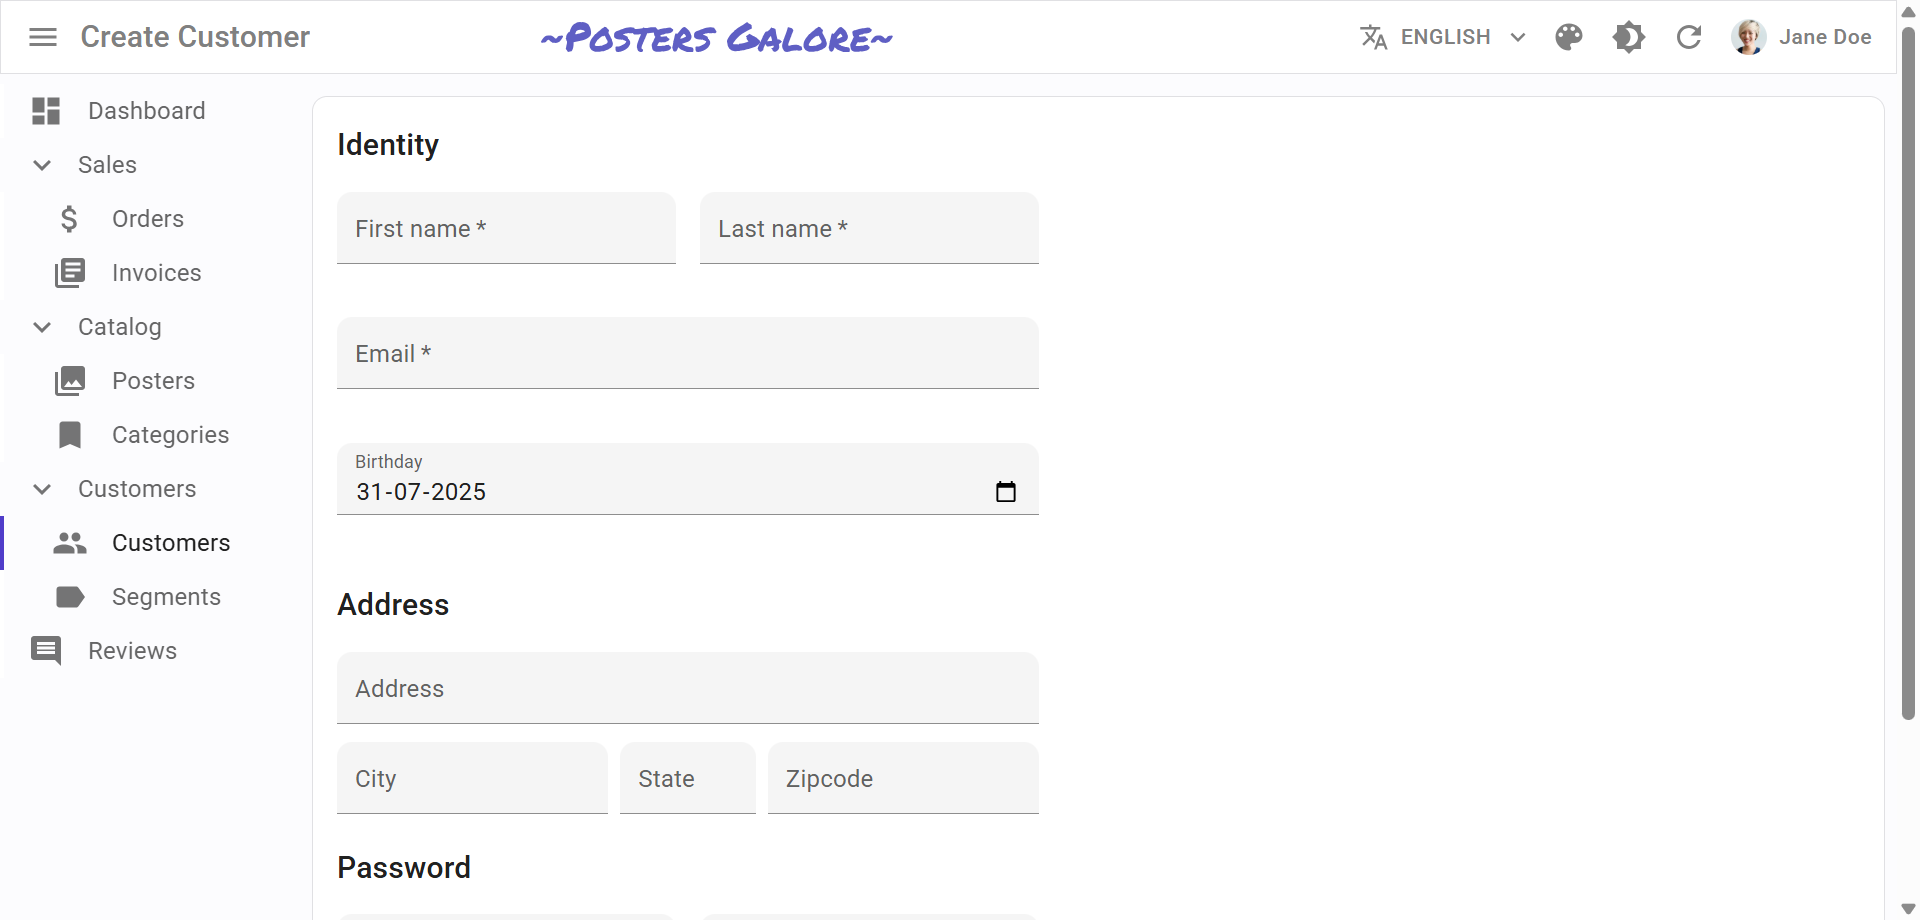 Create Customer
~Posters Galore~
ENGLISH
Jane Doe
Dashboard
Sales
Orders
Invoices
Catalog
Posters
Categories
Customers
Customers
Segments
Reviews
Identity
First name *
Last name *
Email *
Birthday
31-07-2025
Address
Address
City
State
Zipcode
Password